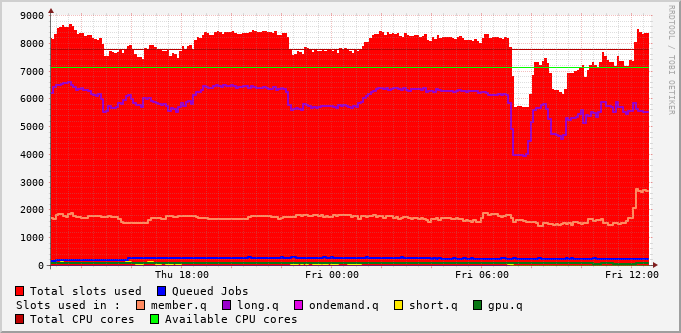 RRDTOOL / TOBI OETIKER
9000
8000
7000
6000
5000
4000
3000
2000
1000
0
Thu 18:00 Fri 00:00 Fri 06:00 Fri 12:00
Total slots used Queued Jobs
Slots used in : member.q long.q ondemand.q short.q gpu.q
Total CPU cores Available CPU cores